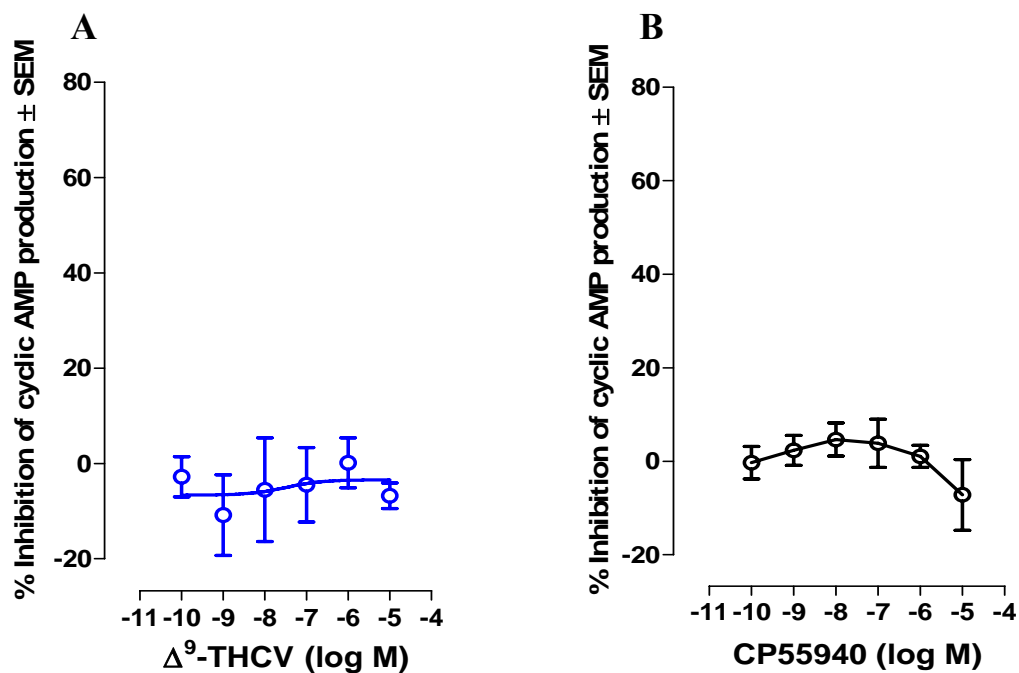 A
% Inhibition of cyclic AMP production ± SEM
80
60
40
20
0
-20
-11 -10 -9 -8 -7 -6 -5 -4
Δ⁹-THCV (log M)
B
% Inhibition of cyclic AMP production ± SEM
80
60
40
20
0
-20
-11 -10 -9 -8 -7 -6 -5 -4
CP55940 (log M)